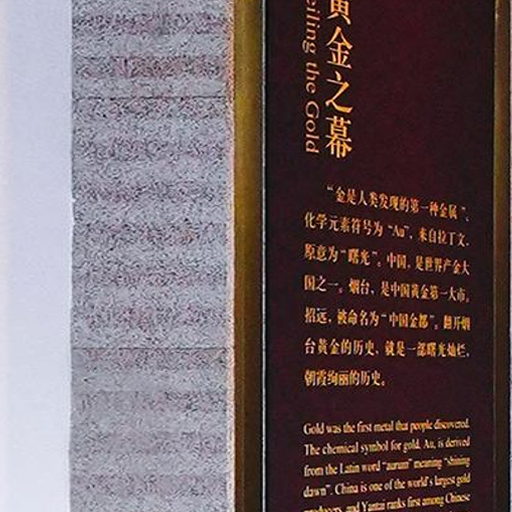 黄金之幕
eiling the Gold
“金是人类发现的第一种金属”,
化学元素符号为“Au”,来自拉丁文,
原意为“曙光”。中国,是世界产金大
国之一。烟台,是中国黄金第一大市。
招远,被命名为“中国金都”。翻开烟
台黄金的历史,就是一部曙光灿烂、
朝霞绚丽的历史。
Gold was the first metal that people discovered.
The chemical symbol for gold, Au, is derived
from the Latin word “aurum” meaning “shining
dawn”. China is one of the world's largest gold
producers, and Yantai ranks first among Chinese